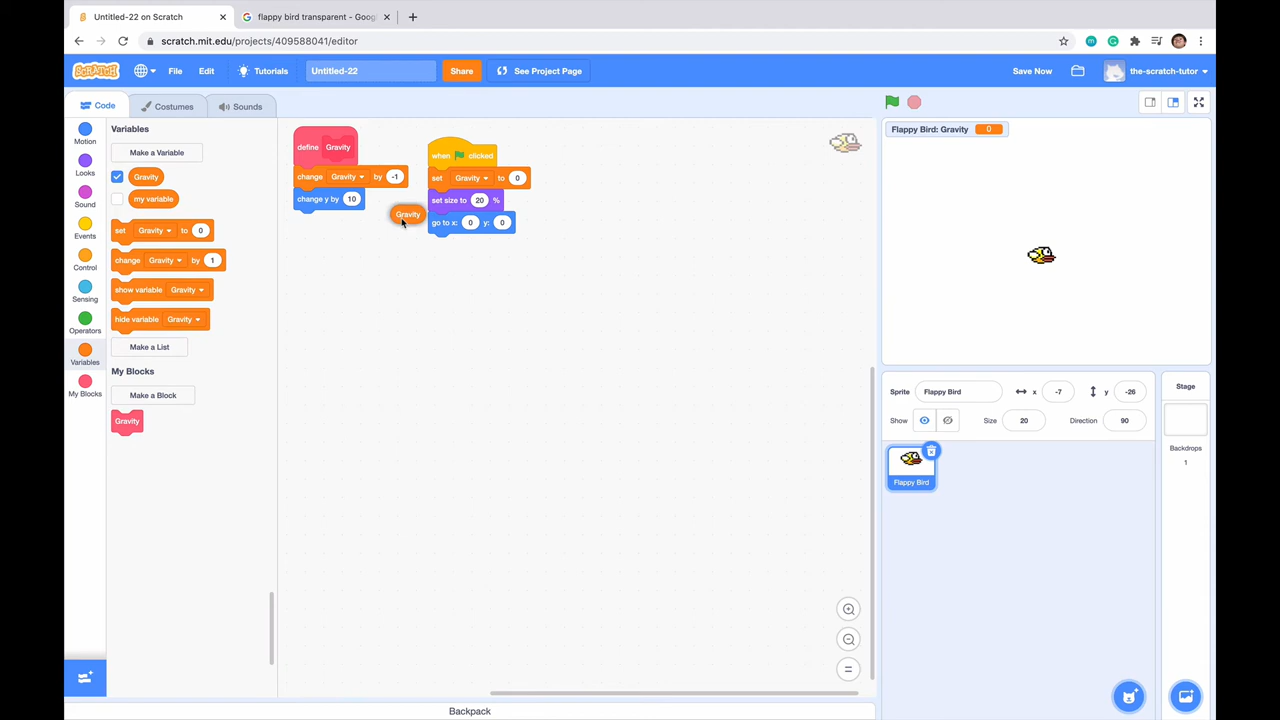 Untitled-22 on Scratch
flappy bird transparent - Goog
scratch.mit.edu/projects/409588041/editor
SCRATCH File Edit Tutorials Untitled-22 Share See Project Page Save Now the-scratch-tutor
Code Costumes Sounds
Motion
Looks
Sound
Events
Control
Sensing
Operators
Variables
My Blocks
Variables
Make a Variable
Gravity
my variable
set Gravity to 0
change Gravity by 1
show variable Gravity
hide variable Gravity
Make a List
My Blocks
Make a Block
Gravity
define Gravity
change Gravity by -1
change y by 10
Gravity
when clicked
set Gravity to 0
set size to 20 %
go to x: 0 y: 0
Flappy Bird: Gravity 0
Sprite Flappy Bird x -7 y -26
Show Size 20 Direction 90
Flappy Bird
Stage
Backdrops
1
Backpack